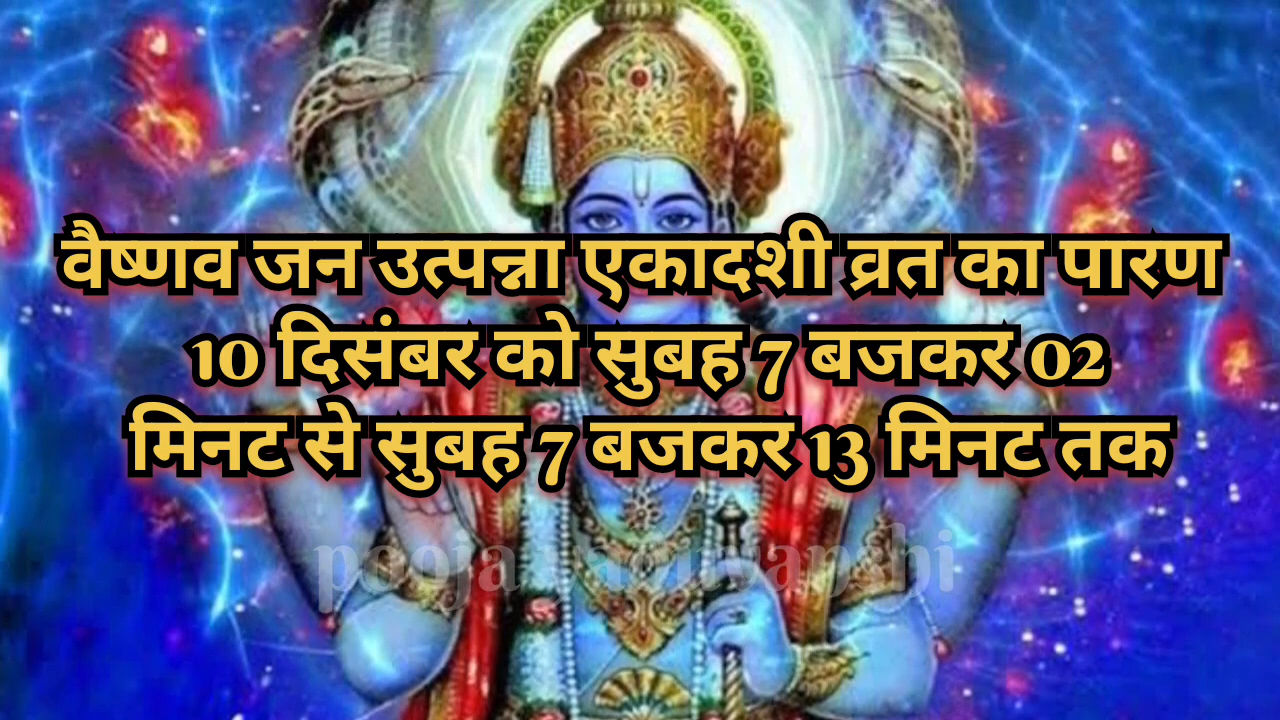 वैष्णव जन उत्पन्ना एकादशी व्रत का पारण
10 दिसंबर को सुबह 7 बजकर 02
मिनट से सुबह 7 बजकर 13 मिनट तक
pooja